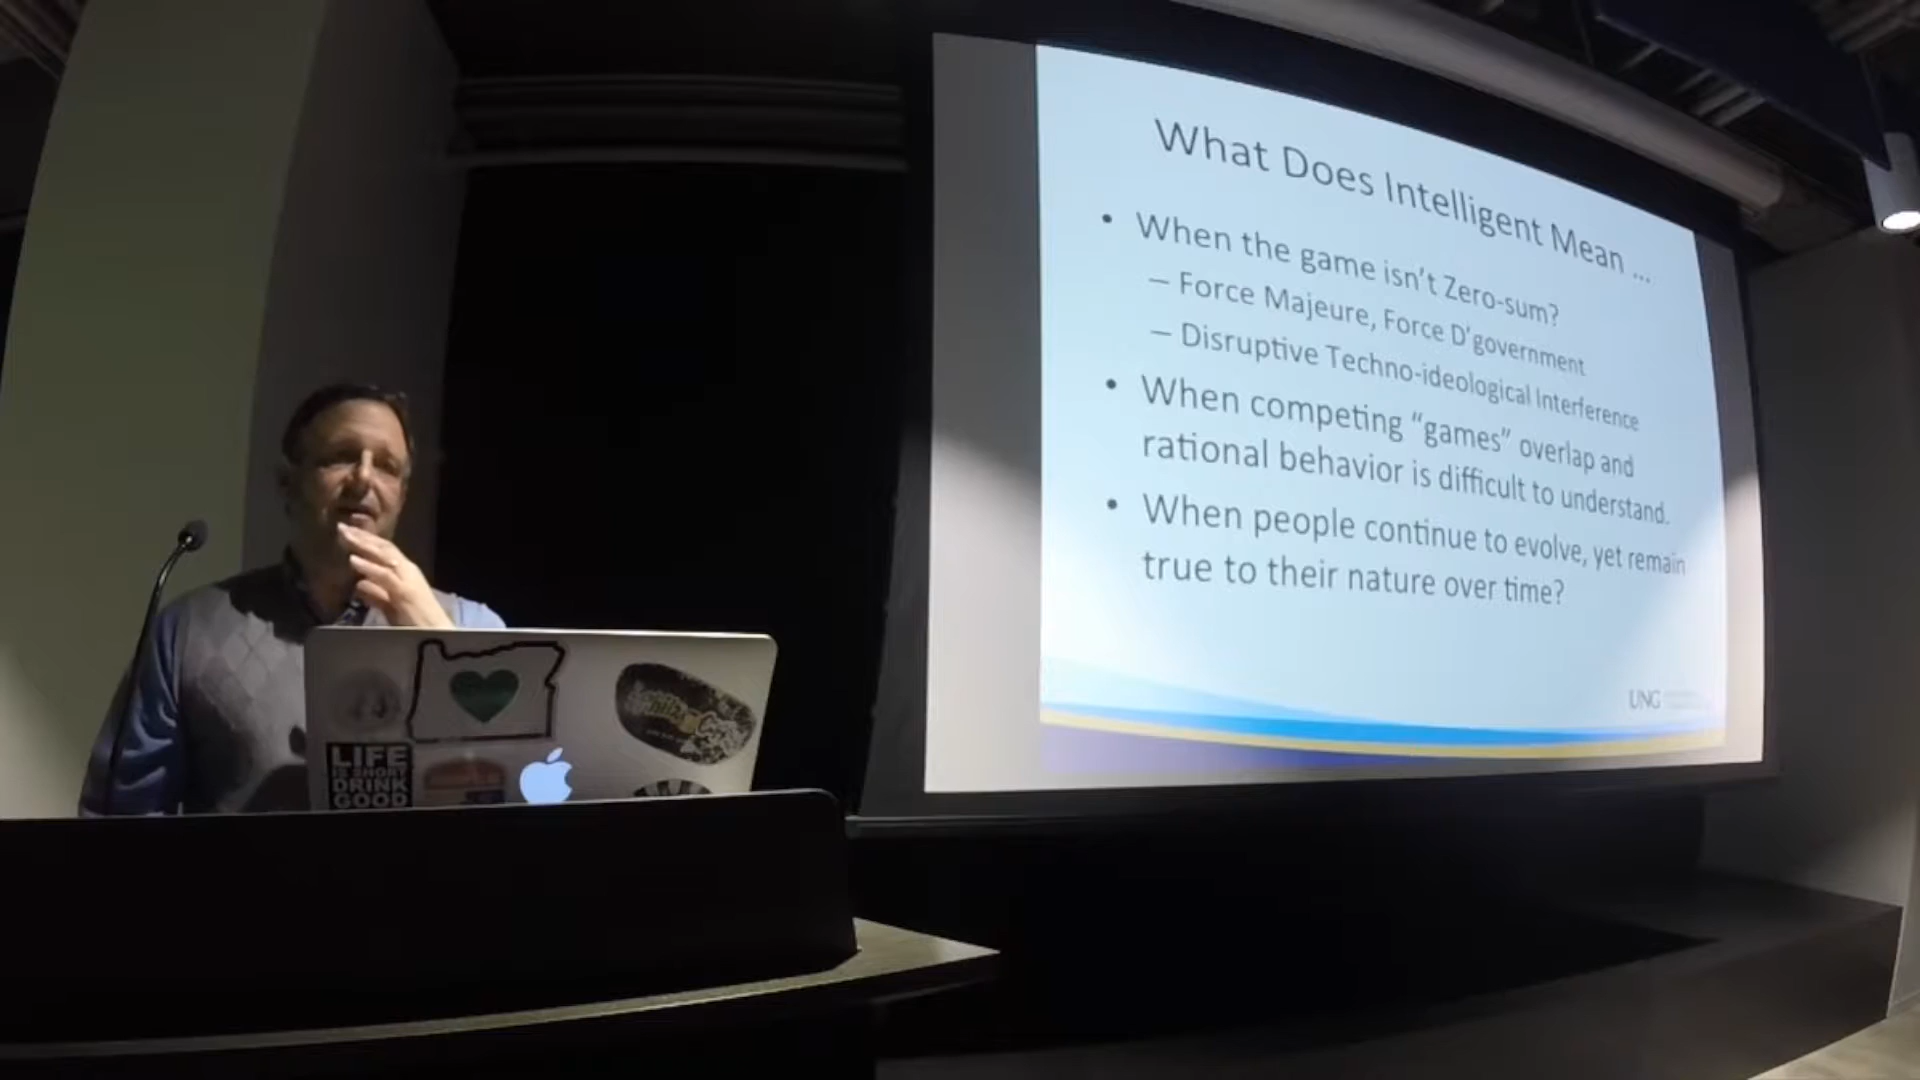 What Does Intelligent Mean ...
• When the game isn't Zero-sum?
– Force Majeure, Force D'government
– Disruptive Techno-ideological Interference
• When competing "games" overlap and
rational behavior is difficult to understand.
• When people continue to evolve, yet remain
true to their nature over time?
UNG
LIFE
IS SHORT
DRINK
GOOD